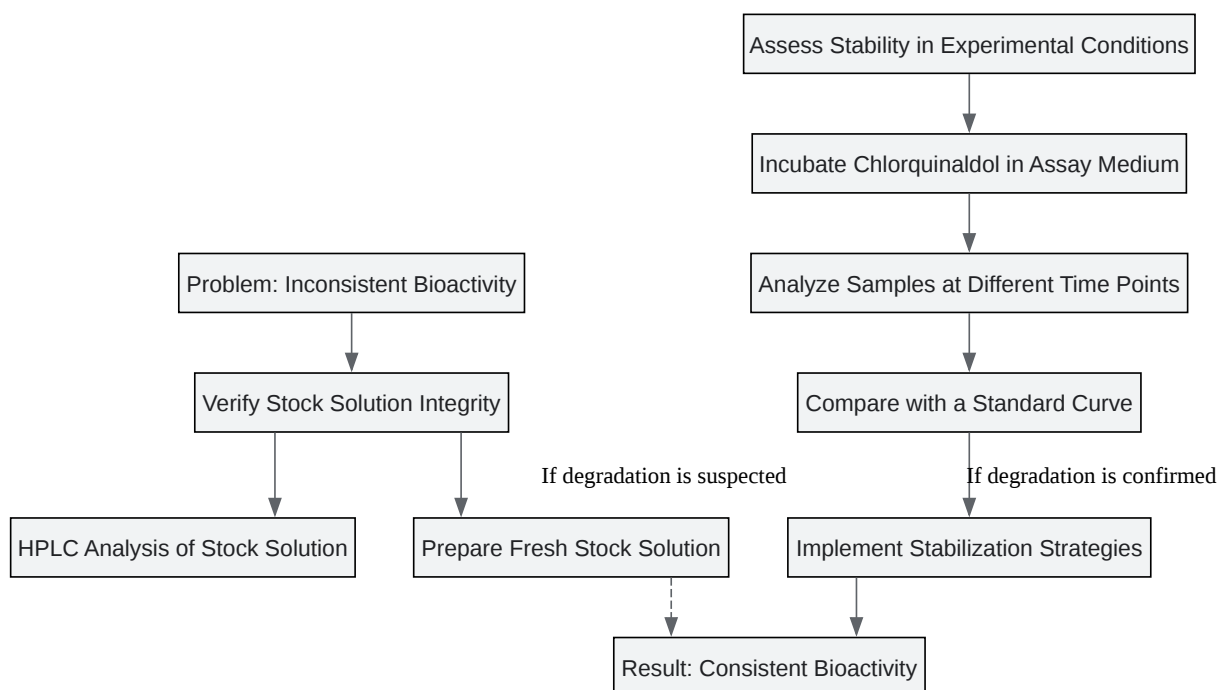 Assess Stability in Experimental Conditions
Incubate Chlorquinaldol in Assay Medium
Problem: Inconsistent Bioactivity
Analyze Samples at Different Time Points
Verify Stock Solution Integrity
Compare with a Standard Curve
If degradation is suspected
If degradation is confirmed
HPLC Analysis of Stock Solution
Prepare Fresh Stock Solution
Implement Stabilization Strategies
Result: Consistent Bioactivity